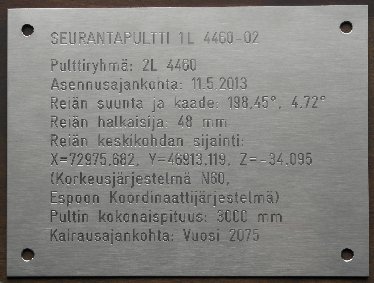 SEURANTAPULTTI 1L 4460-02
Pulttiryhmä: 2L 4460
Asennusajankohta: 11.5.2013
Reiän suunta ja kaade: 198,45°, 4.72°
Reiän halkaisija: 48 mm
Reiän keskikohdan sijainti:
X=72975,682, Y=46913.119, Z=-34.095
(Korkeusjärjestelmä N60,
Espoon Koordinaattijärjestelmä)
Pultin kokonaispituus: 3000 mm
Kairausajankohta: Vuosi 2075